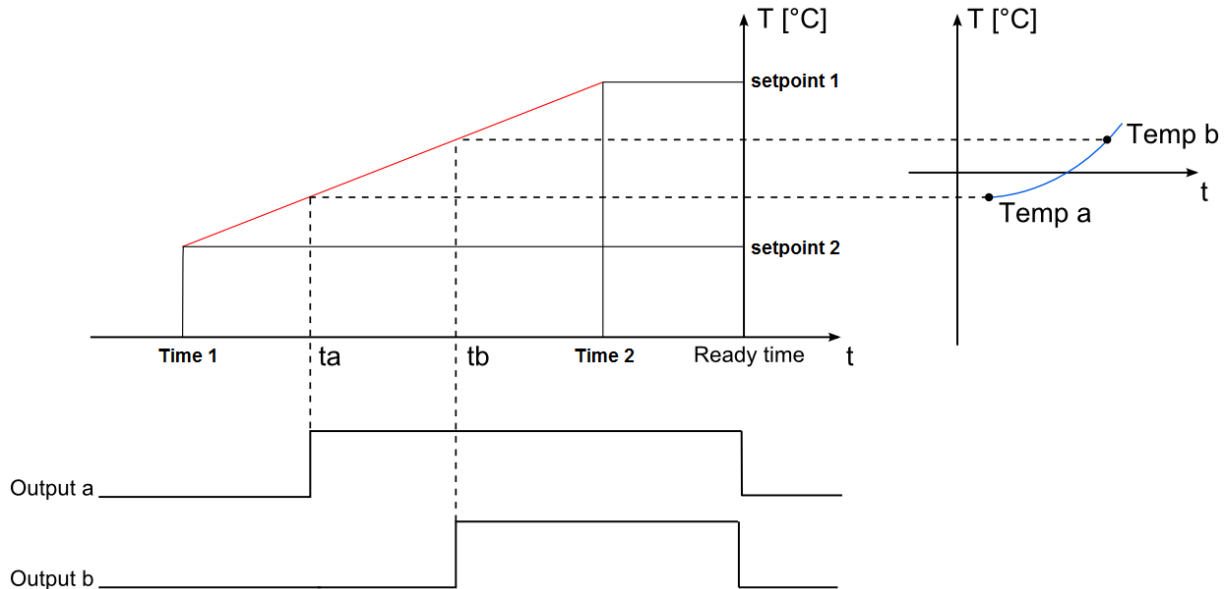 T [°C]
T [°C]
setpoint 1
Temp b
t
Temp a
setpoint 2
Time 1
ta
tb
Time 2
Ready time
t
Output a
Output b